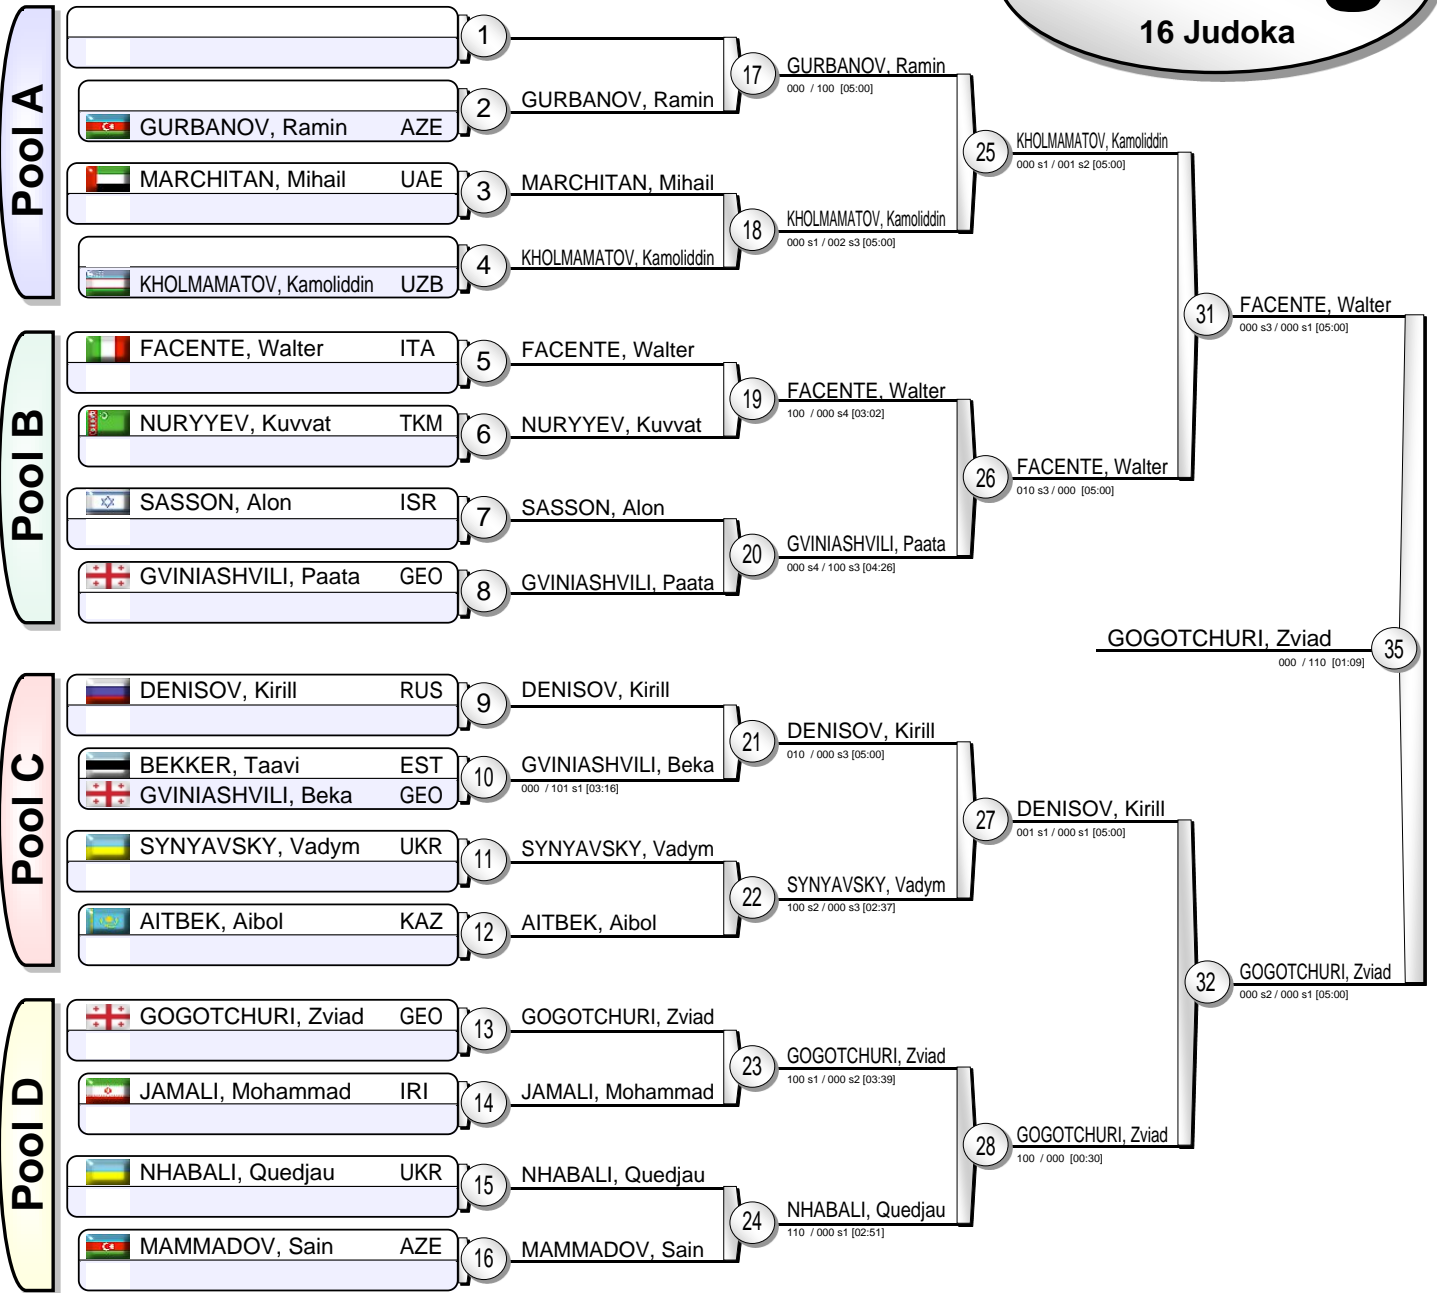 16 Judoka
Pool A
1
2
GURBANOV, Ramin AZE
GURBANOV, Ramin
17
GURBANOV, Ramin
000 / 100 [05:00]
MARCHITAN, Mihail UAE
3
MARCHITAN, Mihail
KHOLMAMATOV, Kamoliddin UZB
4
KHOLMAMATOV, Kamoliddin
18
KHOLMAMATOV, Kamoliddin
000 s1 / 002 s3 [05:00]
25
KHOLMAMATOV, Kamoliddin
000 s1 / 001 s2 [05:00]
Pool B
FACENTE, Walter ITA
5
FACENTE, Walter
NURYYEV, Kuvvat TKM
6
NURYYEV, Kuvvat
19
FACENTE, Walter
100 / 000 s4 [03:02]
SASSON, Alon ISR
7
SASSON, Alon
GVINIASHVILI, Paata GEO
8
GVINIASHVILI, Paata
20
GVINIASHVILI, Paata
000 s4 / 100 s3 [04:26]
26
FACENTE, Walter
010 s3 / 000 [05:00]
31
FACENTE, Walter
000 s3 / 000 s1 [05:00]
GOGOTCHURI, Zviad
000 / 110 [01:09]
35
Pool C
DENISOV, Kirill RUS
9
DENISOV, Kirill
BEKKER, Taavi EST
GVINIASHVILI, Beka GEO
10
GVINIASHVILI, Beka
000 / 101 s1 [03:16]
21
DENISOV, Kirill
010 / 000 s3 [05:00]
SYNYAVSKY, Vadym UKR
11
SYNYAVSKY, Vadym
AITBEK, Aibol KAZ
12
AITBEK, Aibol
22
SYNYAVSKY, Vadym
100 s2 / 000 s3 [02:37]
27
DENISOV, Kirill
001 s1 / 000 s1 [05:00]
Pool D
GOGOTCHURI, Zviad GEO
13
GOGOTCHURI, Zviad
JAMALI, Mohammad IRI
14
JAMALI, Mohammad
23
GOGOTCHURI, Zviad
100 s1 / 000 s2 [03:39]
NHABALI, Quedjau UKR
15
NHABALI, Quedjau
MAMMADOV, Sain AZE
16
MAMMADOV, Sain
24
NHABALI, Quedjau
110 / 000 s1 [02:51]
28
GOGOTCHURI, Zviad
100 / 000 [00:30]
32
GOGOTCHURI, Zviad
000 s2 / 000 s1 [05:00]